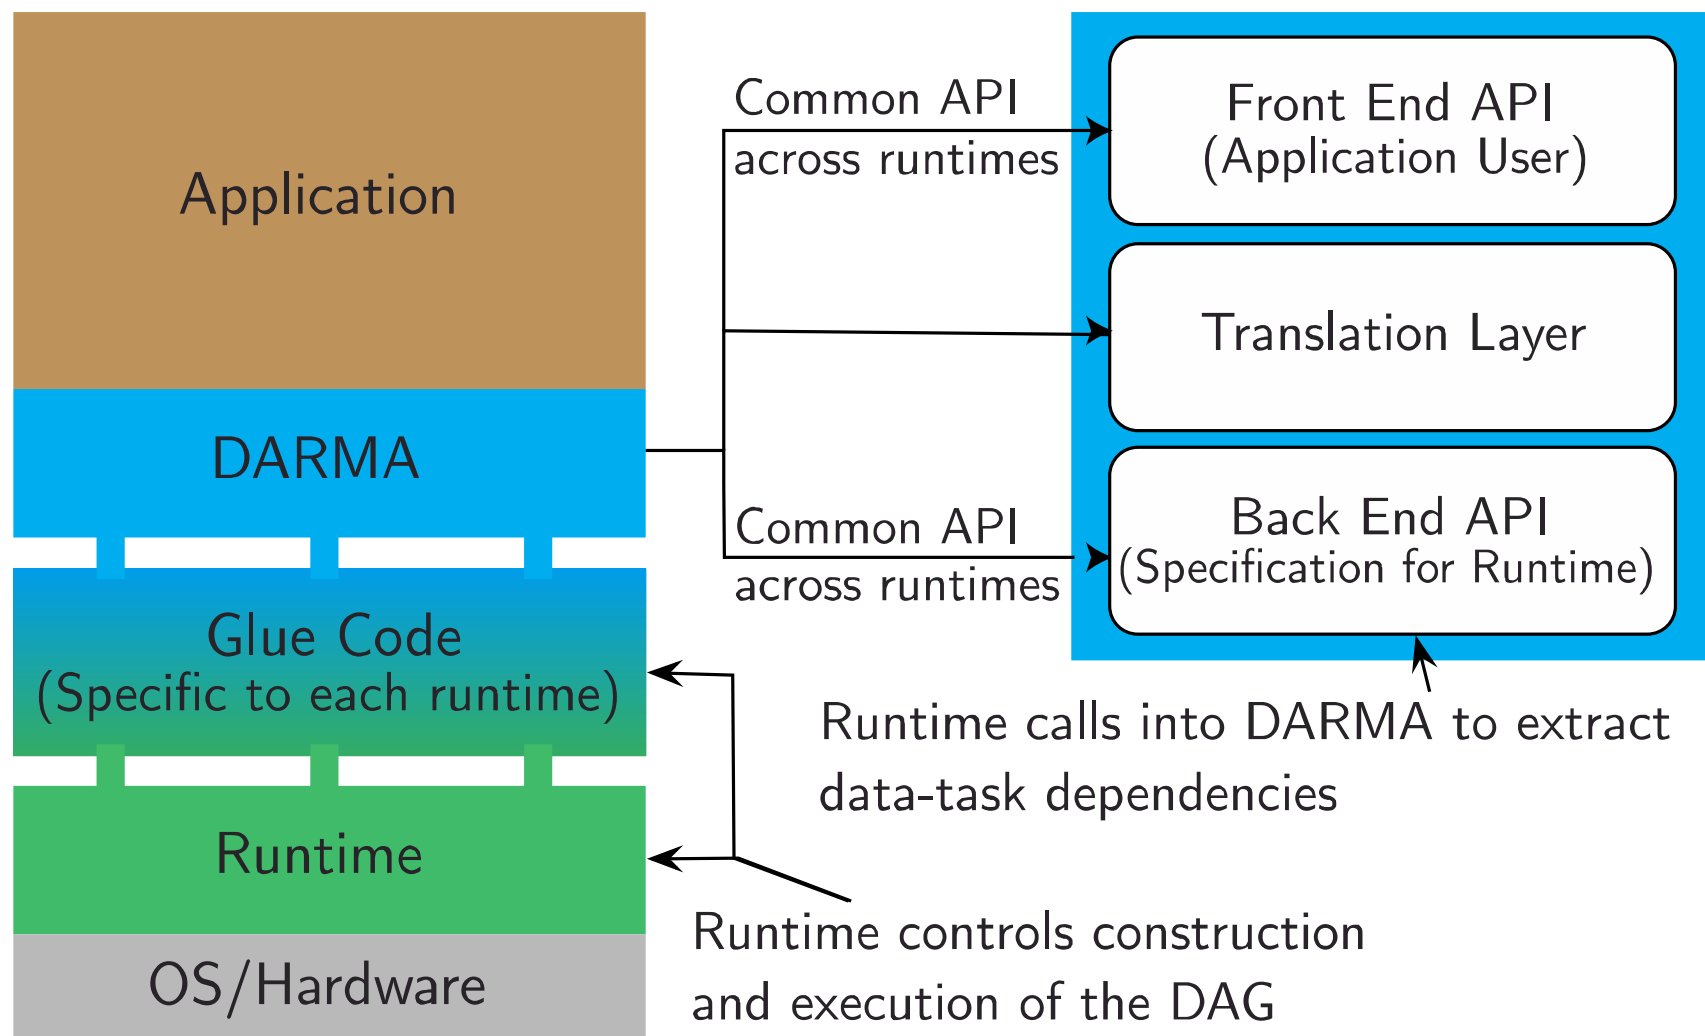 Application
DARMA
Glue Code
(Specific to each runtime)
Runtime
OS/Hardware
Common API
across runtimes
Common API
across runtimes
Front End API
(Application User)
Translation Layer
Back End API
(Specification for Runtime)
Runtime calls into DARMA to extract
data-task dependencies
Runtime controls construction
and execution of the DAG